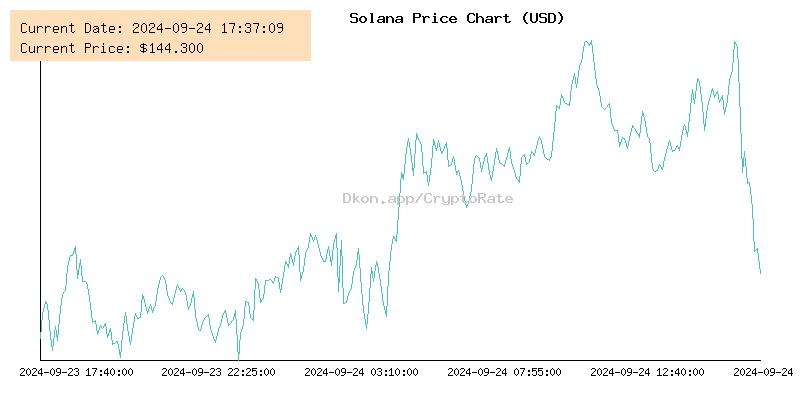 Solana Price Chart (USD)
Current Date: 2024-09-24 17:37:09
Current Price: $144.300
Dkon.app/CryptoRate
2024-09-23 17:40:00 2024-09-23 22:25:00 2024-09-24 03:10:00 2024-09-24 07:55:00 2024-09-24 12:40:00 2024-09-24